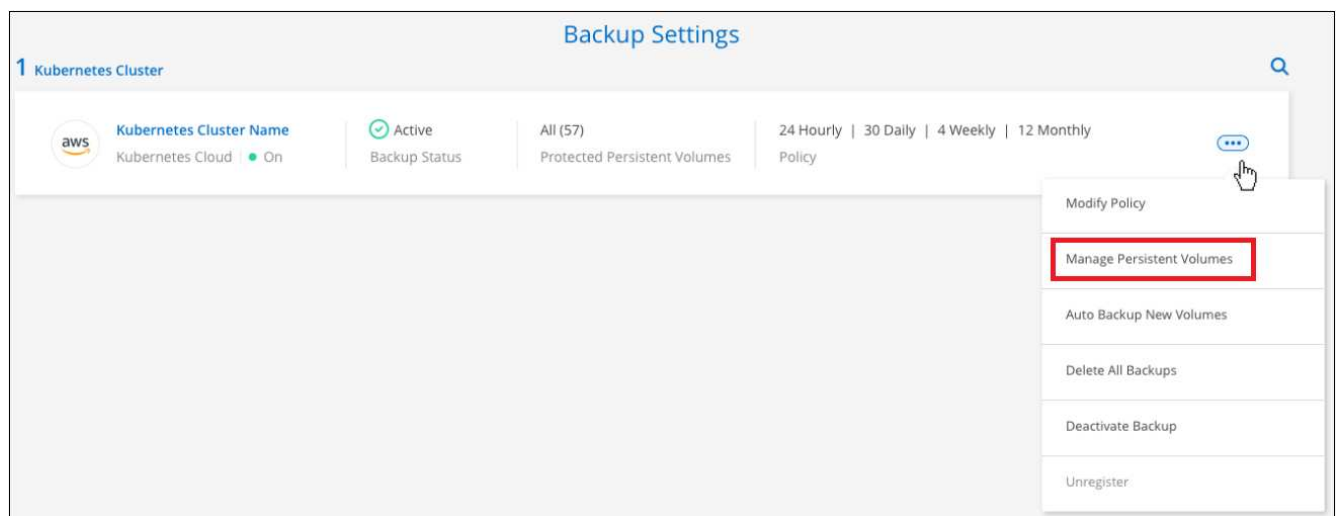 Backup Settings
1 Kubernetes Cluster
aws
Kubernetes Cluster Name
Kubernetes Cloud | On
Active
Backup Status
All (57)
Protected Persistent Volumes
24 Hourly | 30 Daily | 4 Weekly | 12 Monthly
Policy
Modify Policy
Manage Persistent Volumes
Auto Backup New Volumes
Delete All Backups
Deactivate Backup
Unregister